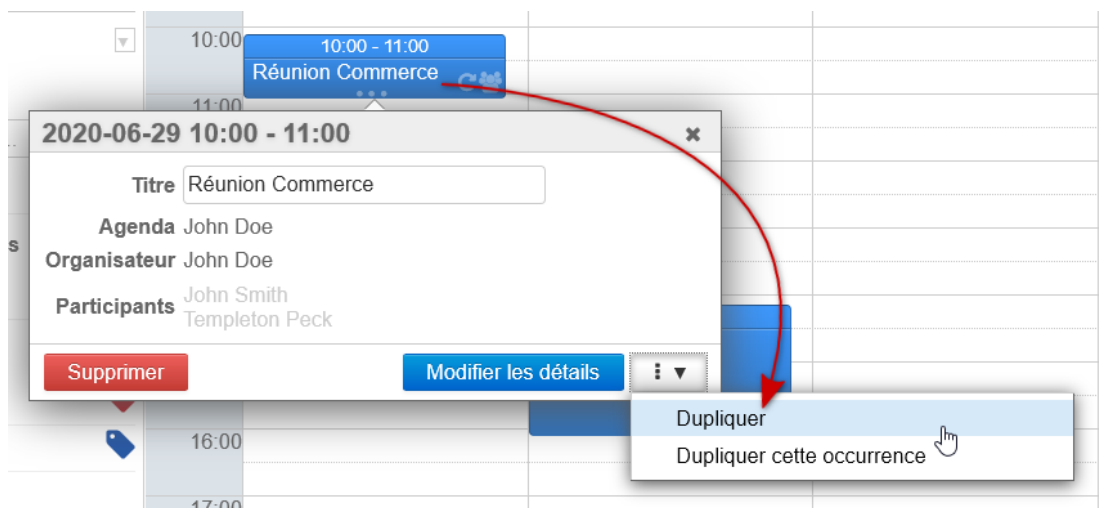 10:00
10:00 - 11:00
Réunion Commerce
11:00
2020-06-29 10:00 - 11:00
Titre Réunion Commerce
Agenda John Doe
Organisateur John Doe
Participants John Smith
Templeton Peck
Supprimer Modifier les détails
Dupliquer
Dupliquer cette occurrence
16:00
17:00